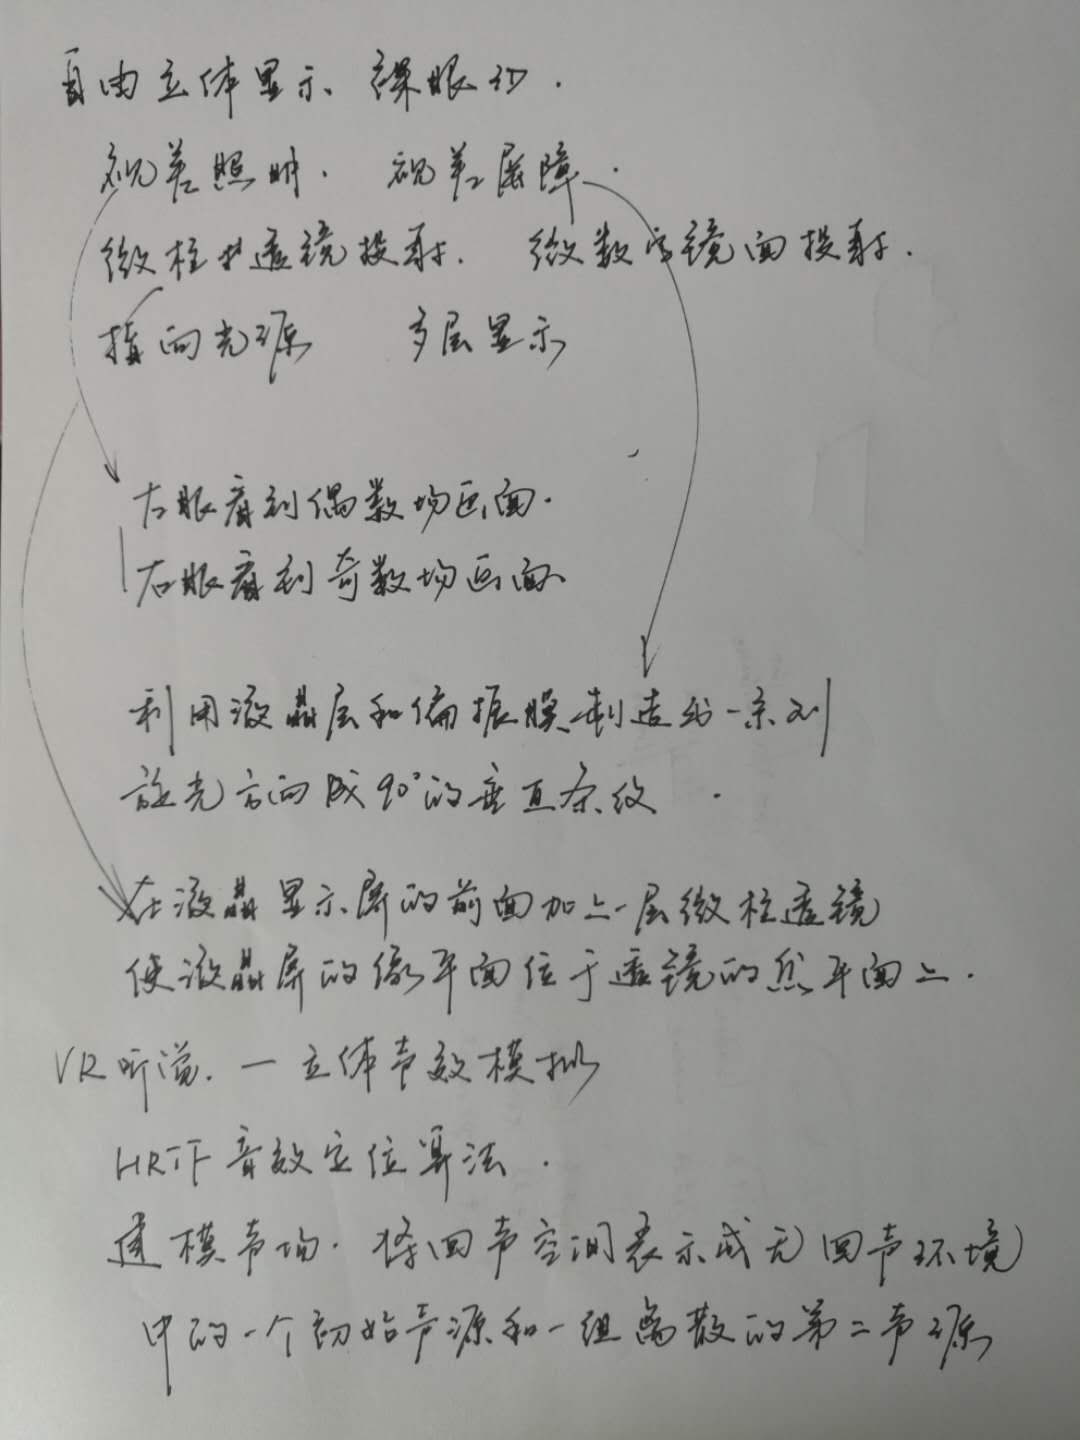 自由立体显示、裸眼3D.
视差照明. 视差屏障.
微柱透镜投射. 微数字镜面投射.
指向光源 多层显示
左眼看到偶数场画面.
右眼看到奇数场画面.
利用液晶层和偏振膜制造出一系列
旋光方向成90°的垂直条纹.
在液晶显示屏的前面加上一层微柱透镜
使液晶屏的像平面位于透镜的焦平面上.
VR听觉. 一立体声效模拟
HRTF音效定位算法.
建模声场. 将回声空间表示成无回声环境
中的一个初始声源和一组离散的第二声源